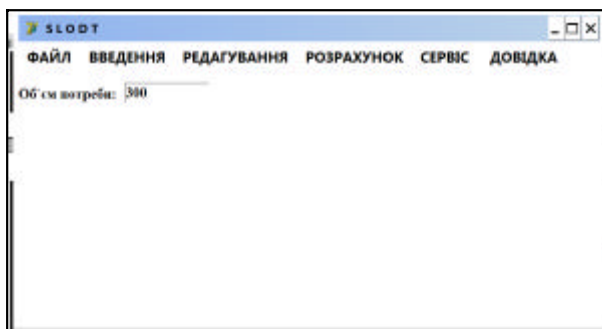 SLODT
ФАЙЛ ВВЕДЕННЯ РЕДАГУВАННЯ РОЗРАХУНОК СЕРВІС ДОВІДКА
Об`єм потреби: 300